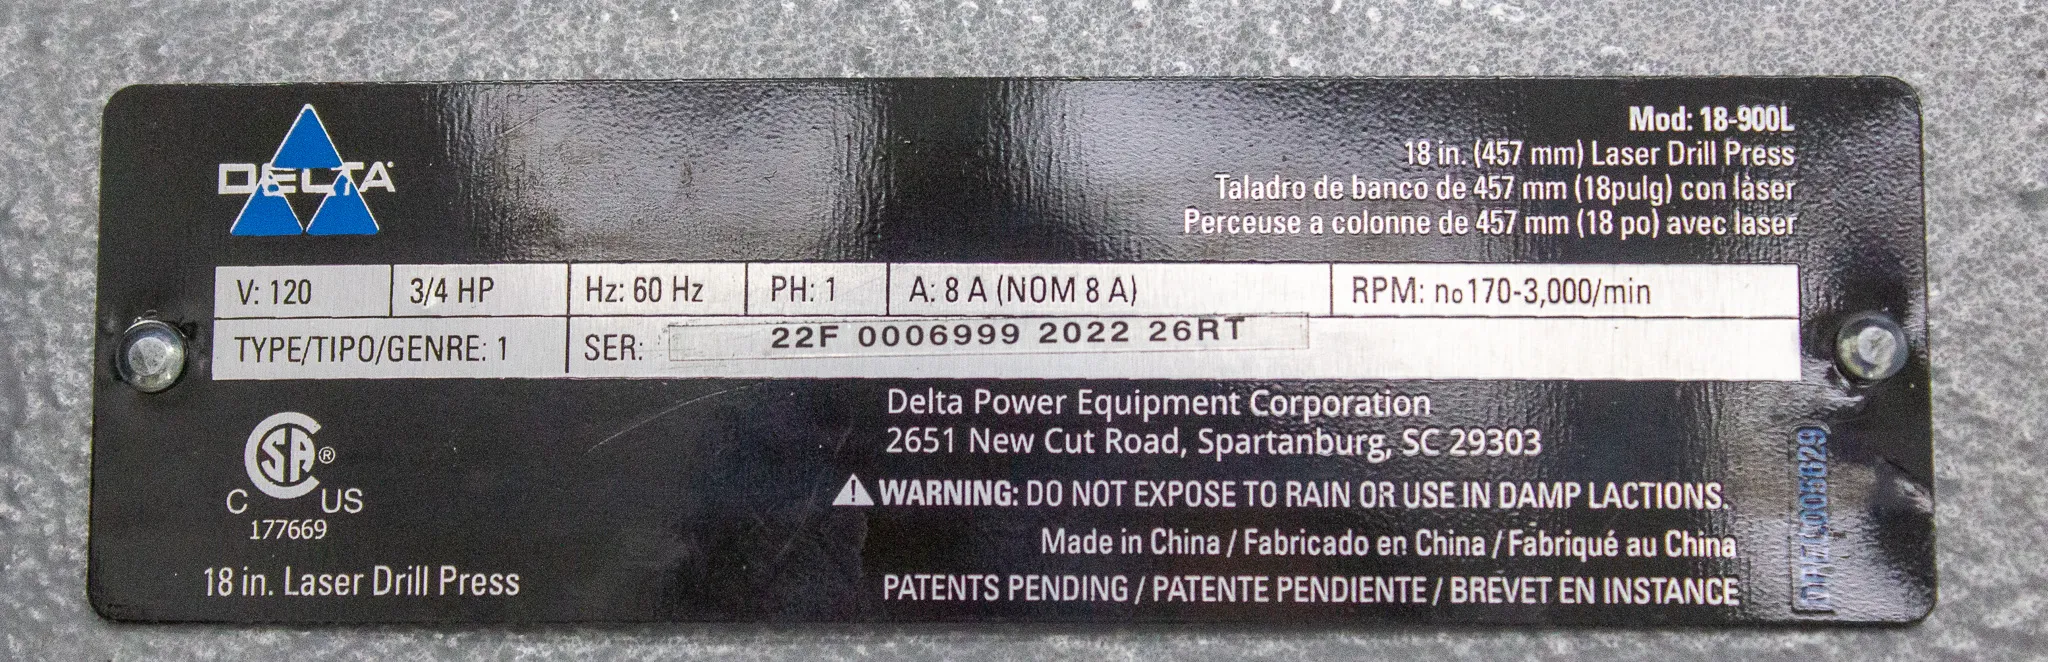 DELTA
Mod: 18-900L
18 in. (457 mm) Laser Drill Press
Taladro de banco de 457 mm (18pulg) con làser
Perceuse a colonne de 457 mm (18 po) avec laser
V: 120 3/4 HP Hz: 60 Hz PH: 1 A: 8 A (NOM 8 A) RPM: no170-3,000/min
TYPE/TIPO/GENRE: 1 SER: 22F 0006999 2022 26RT
Delta Power Equipment Corporation
2651 New Cut Road, Spartanburg, SC 29303
WARNING: DO NOT EXPOSE TO RAIN OR USE IN DAMP LACTIONS.
Made in China / Fabricado en China / Fabriqué au China
PATENTS PENDING / PATENTE PENDIENTE / BREVET EN INSTANCE
CSA ®
C US
177669
18 in. Laser Drill Press